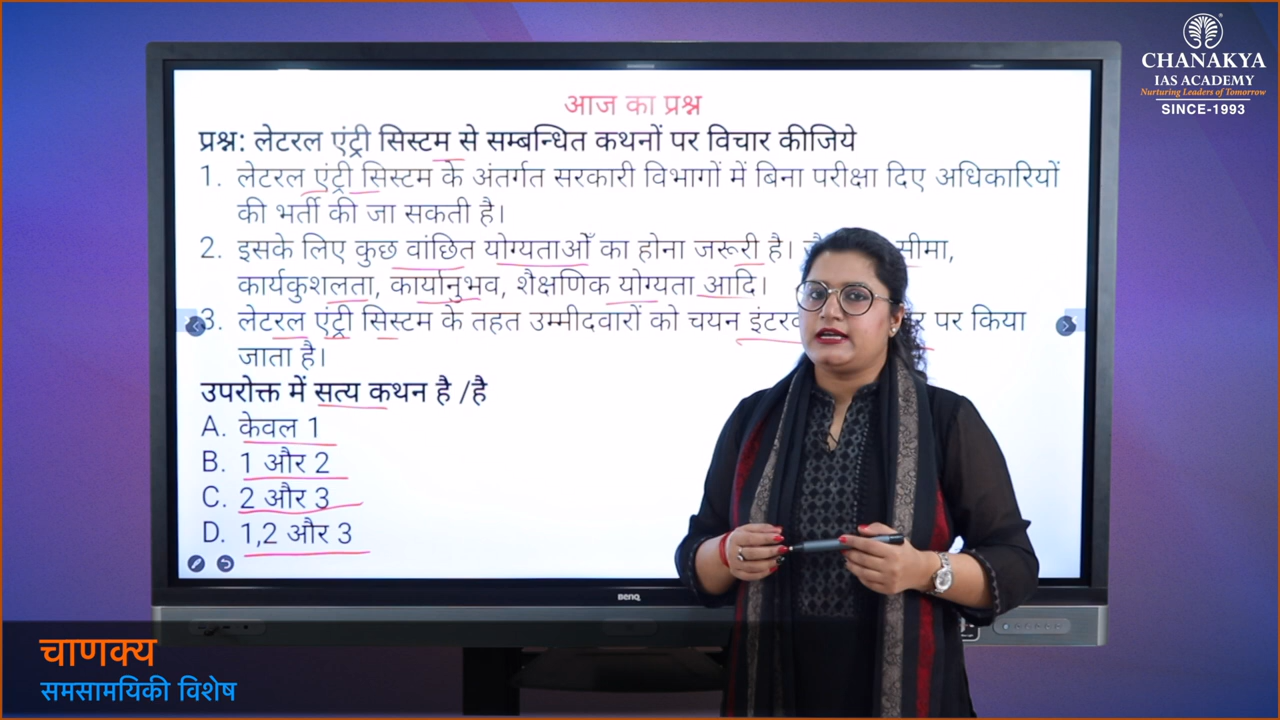 CHANAKYA
IAS ACADEMY
Nurturing Leaders of Tomorrow
SINCE-1993
आज का प्रश्न
प्रश्न: लेटरल एंट्री सिस्टम से सम्बन्धित कथनों पर विचार कीजिये
1. लेटरल एंट्री सिस्टम के अंतर्गत सरकारी विभागों में बिना परीक्षा दिए अधिकारियों
की भर्ती की जा सकती है।
2. इसके लिए कुछ वांछित योग्यताओँ का होना जरूरी है। सीमा,
कार्यकुशलता, कार्यानुभव, शैक्षणिक योग्यता आदि।
3. लेटरल एंट्री सिस्टम के तहत उम्मीदवारों को चयन पर किया
जाता है।
उपरोक्त में सत्य कथन है /है
A. केवल 1
B. 1 और 2
C. 2 और 3
D. 1,2 और 3
BenQ
चाणक्य
समसामयिकी विशेष